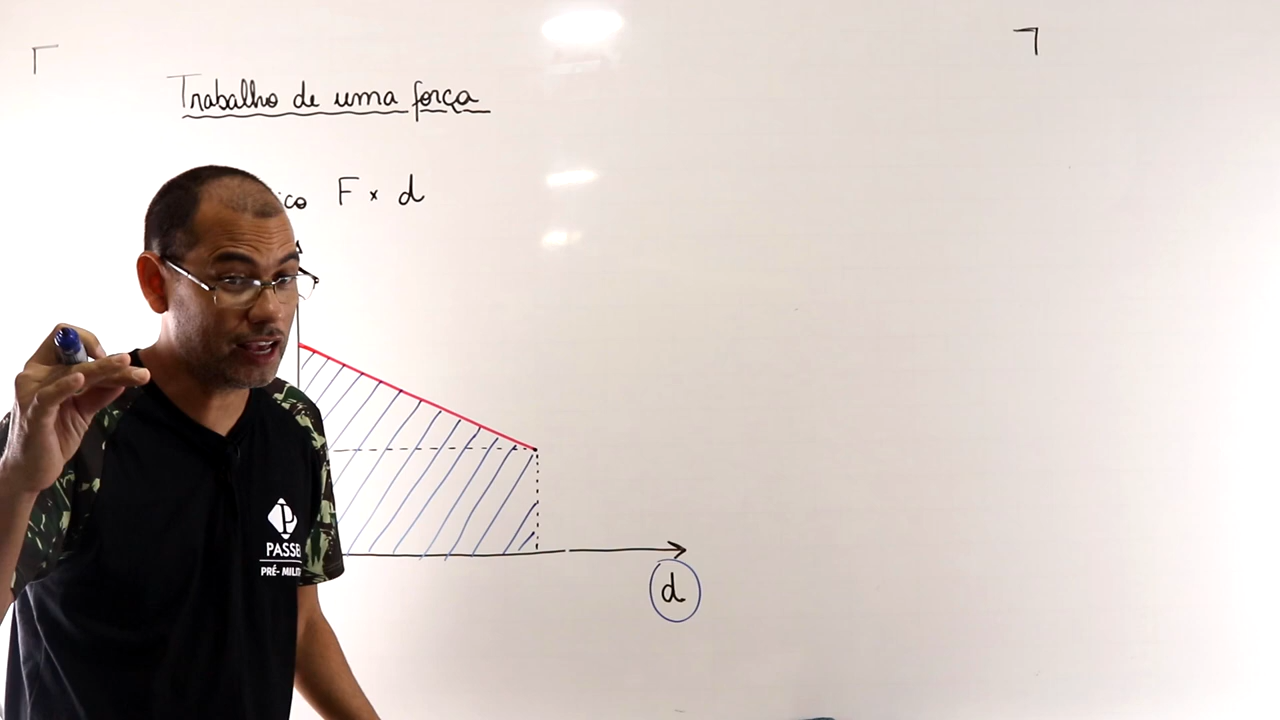 Trabalho de uma força
F × d
d
PASSE
PRÉ- MILI